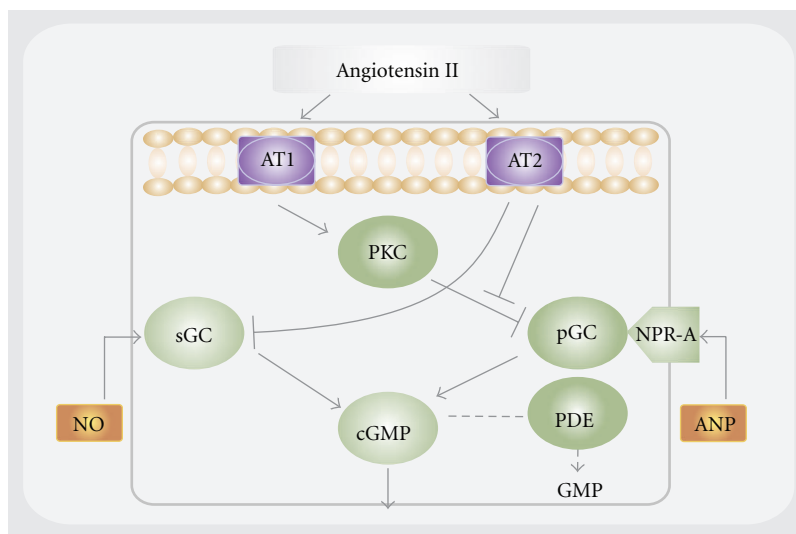 Angiotensin II
AT1
AT2
PKC
sGC
pGC
NPR-A
NO
cGMP
PDE
ANP
GMP